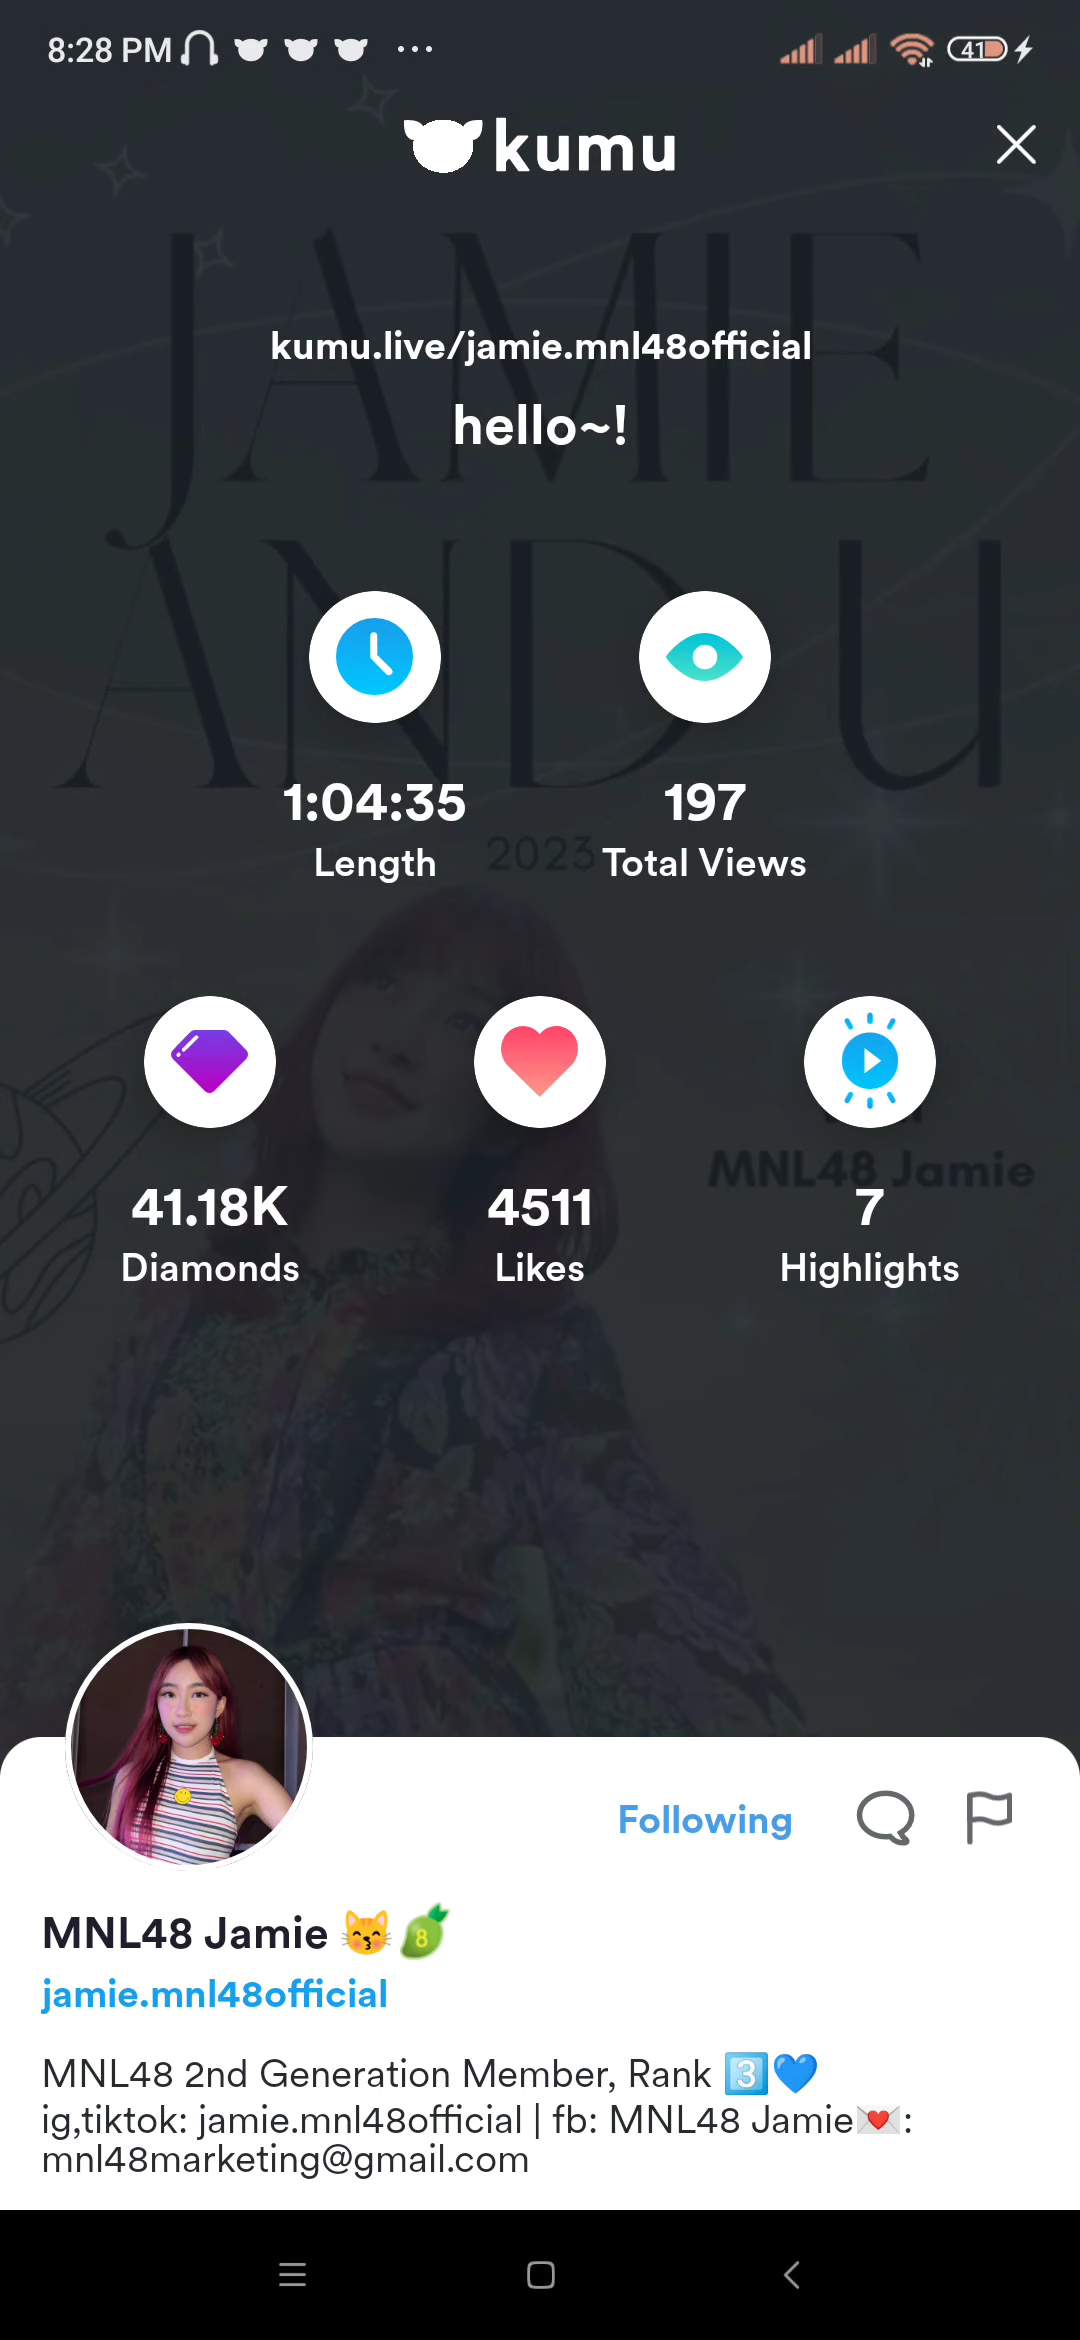 8:28 PM
41
kumu
JAMIE
kumu.live/jamie.mnl48official
hello~!
AND U
1:04:35
197
Length
2023
Total Views
MNL48 Jamie
41.18K
4511
7
Diamonds
Likes
Highlights
Following
MNL48 Jamie 😽🥭8
jamie.mnl48official
MNL48 2nd Generation Member, Rank 3️⃣💙
ig,tiktok: jamie.mnl48official | fb: MNL48 Jamie💌:
mnl48marketing@gmail.com